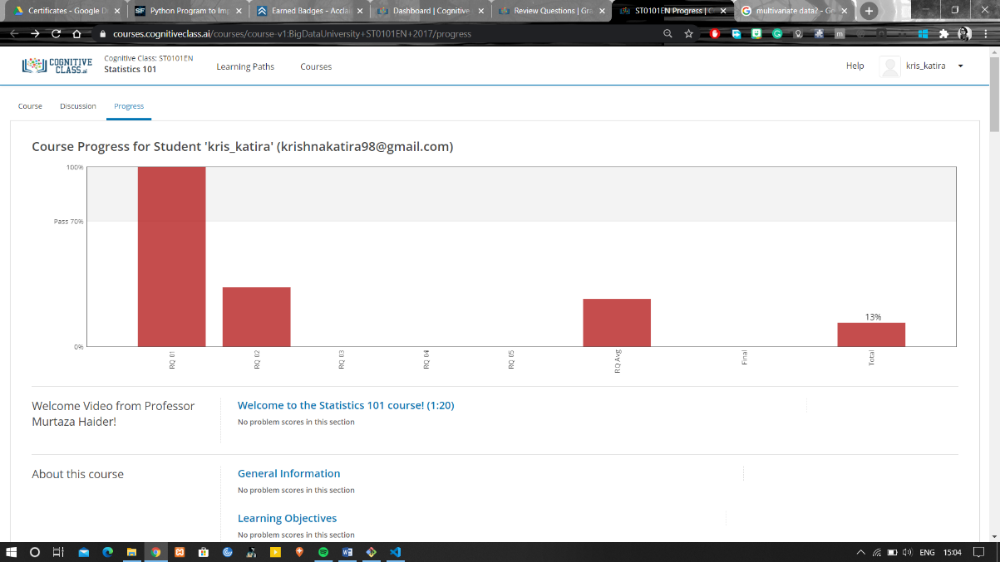 Certificates - Google D
Python Program to Imp
Earned Badges - Acclai
Dashboard | Cognitive
Review Questions | Gra
ST0101EN Progress | C
multivariate data? - Go
courses.cognitiveclass.ai/courses/course-v1:BigDataUniversity+ST0101EN+2017/progress
COGNITIVE
CLASS.ai
Cognitive Class: ST0101EN
Statistics 101
Learning Paths
Courses
Help
kris_katira
Course
Discussion
Progress
Course Progress for Student 'kris_katira' (krishnakatira98@gmail.com)
100%
Pass 70%
0%
13%
RQ 01
RQ 02
RQ 03
RQ 04
RQ 05
RQ Avg
Final
Total
Welcome Video from Professor
Murtaza Haider!
Welcome to the Statistics 101 course! (1:20)
No problem scores in this section
About this course
General Information
No problem scores in this section
Learning Objectives
No problem scores in this section
ENG
15:04